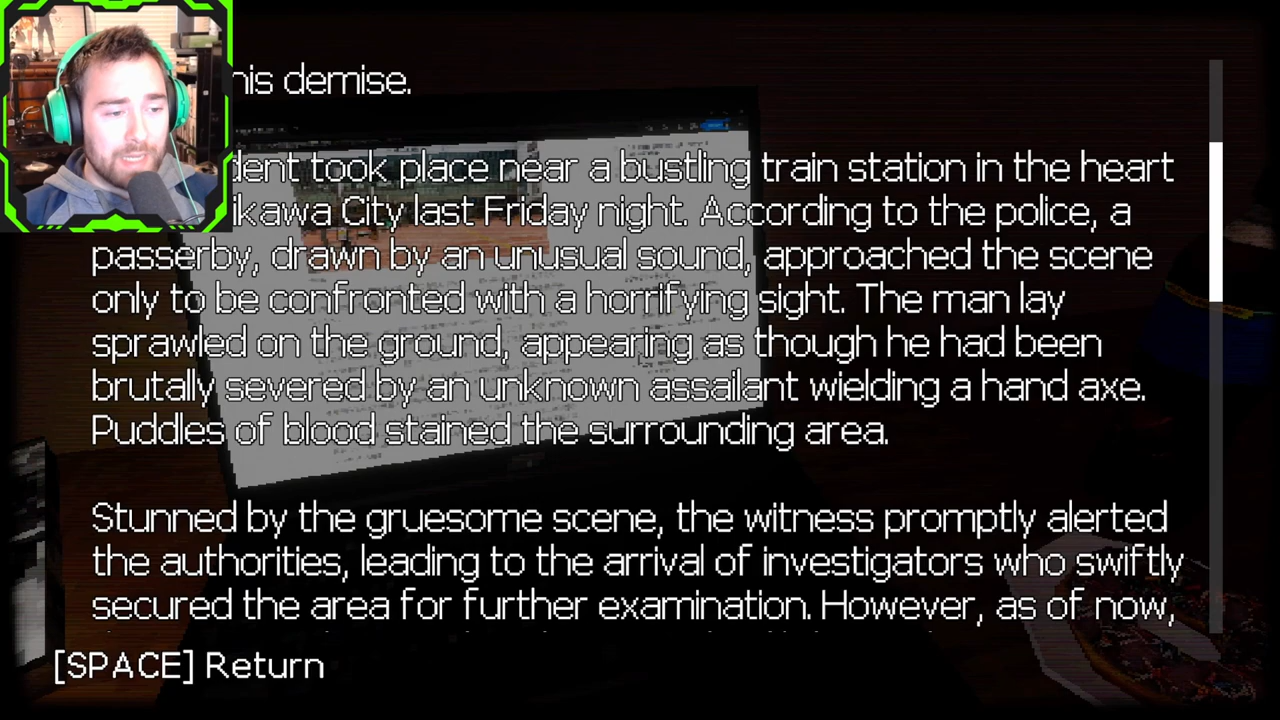 his demise.
took place near a bustling train station in the heart
City last Friday night. According to the police, a
passerby, drawn by an unusual sound, approached the scene
only to be confronted with a horrifying sight. The man lay
sprawled on the ground, appearing as though he had been
brutally severed by an unknown assailant wielding a hand axe.
Puddles of blood stained the surrounding area.
Stunned by the gruesome scene, the witness promptly alerted
the authorities, leading to the arrival of investigators who swiftly
secured the area for further examination. However, as of now,
[SPACE] Return